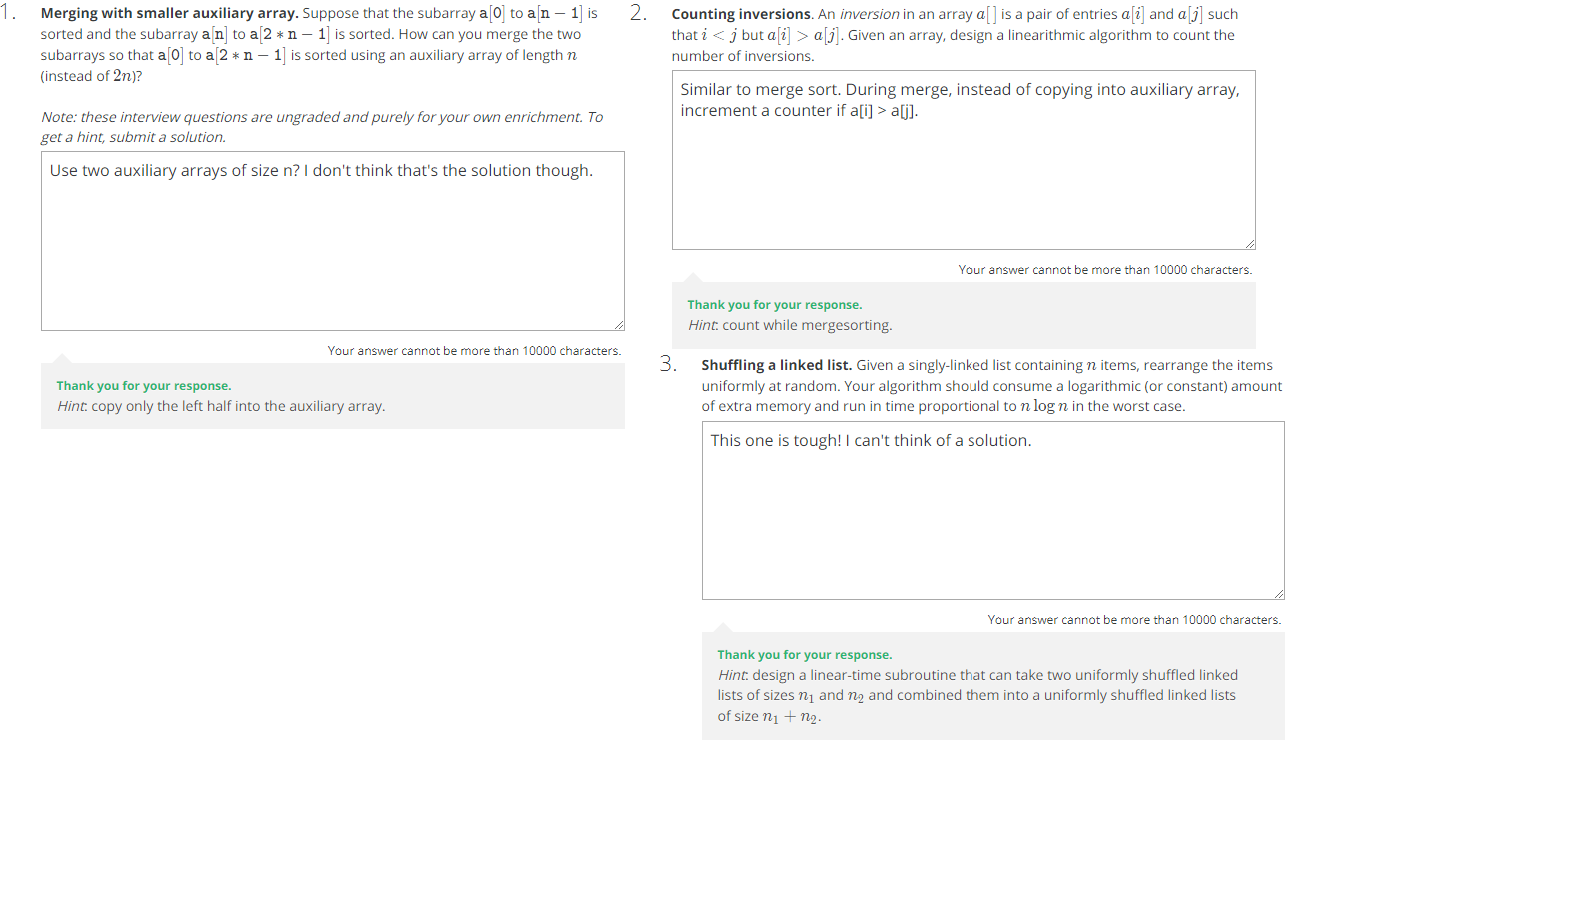 1. Merging with smaller auxiliary array. Suppose that the subarray a[0] to a[n − 1] is
sorted and the subarray a[n] to a[2 * n − 1] is sorted. How can you merge the two
subarrays so that a[0] to a[2 * n − 1] is sorted using an auxiliary array of length n
(instead of 2n)?
Note: these interview questions are ungraded and purely for your own enrichment. To
get a hint, submit a solution.
Use two auxiliary arrays of size n? I don't think that's the solution though.
Your answer cannot be more than 10000 characters.
Thank you for your response.
Hint: copy only the left half into the auxiliary array.
2. Counting inversions. An inversion in an array a[ ] is a pair of entries a[i] and a[j] such
that i < j but a[i] > a[j]. Given an array, design a linearithmic algorithm to count the
number of inversions.
Similar to merge sort. During merge, instead of copying into auxiliary array,
increment a counter if a[i] > a[j].
Your answer cannot be more than 10000 characters.
Thank you for your response.
Hint: count while mergesorting.
3. Shuffling a linked list. Given a singly-linked list containing n items, rearrange the items
uniformly at random. Your algorithm should consume a logarithmic (or constant) amount
of extra memory and run in time proportional to n log n in the worst case.
This one is tough! I can't think of a solution.
Your answer cannot be more than 10000 characters.
Thank you for your response.
Hint: design a linear-time subroutine that can take two uniformly shuffled linked
lists of sizes n₁ and n₂ and combined them into a uniformly shuffled linked lists
of size n₁ + n₂.